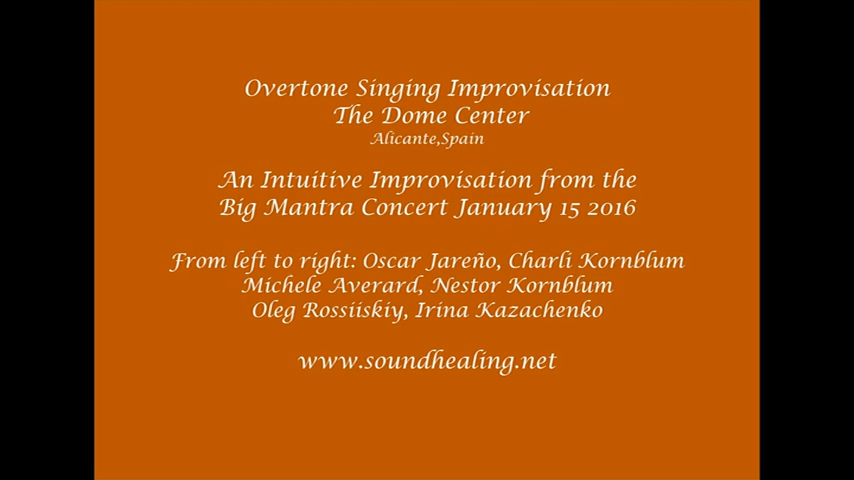 Overtone Singing Improvisation
The Dome Center
Alicante,Spain
An Intuitive Improvisation from the
Big Mantra Concert January 15 2016
From left to right: Oscar Jareño, Charli Kornblum
Michele Averard, Nestor Kornblum
Oleg Rossiiskiy, Irina Kazachenko
www.soundhealing.net